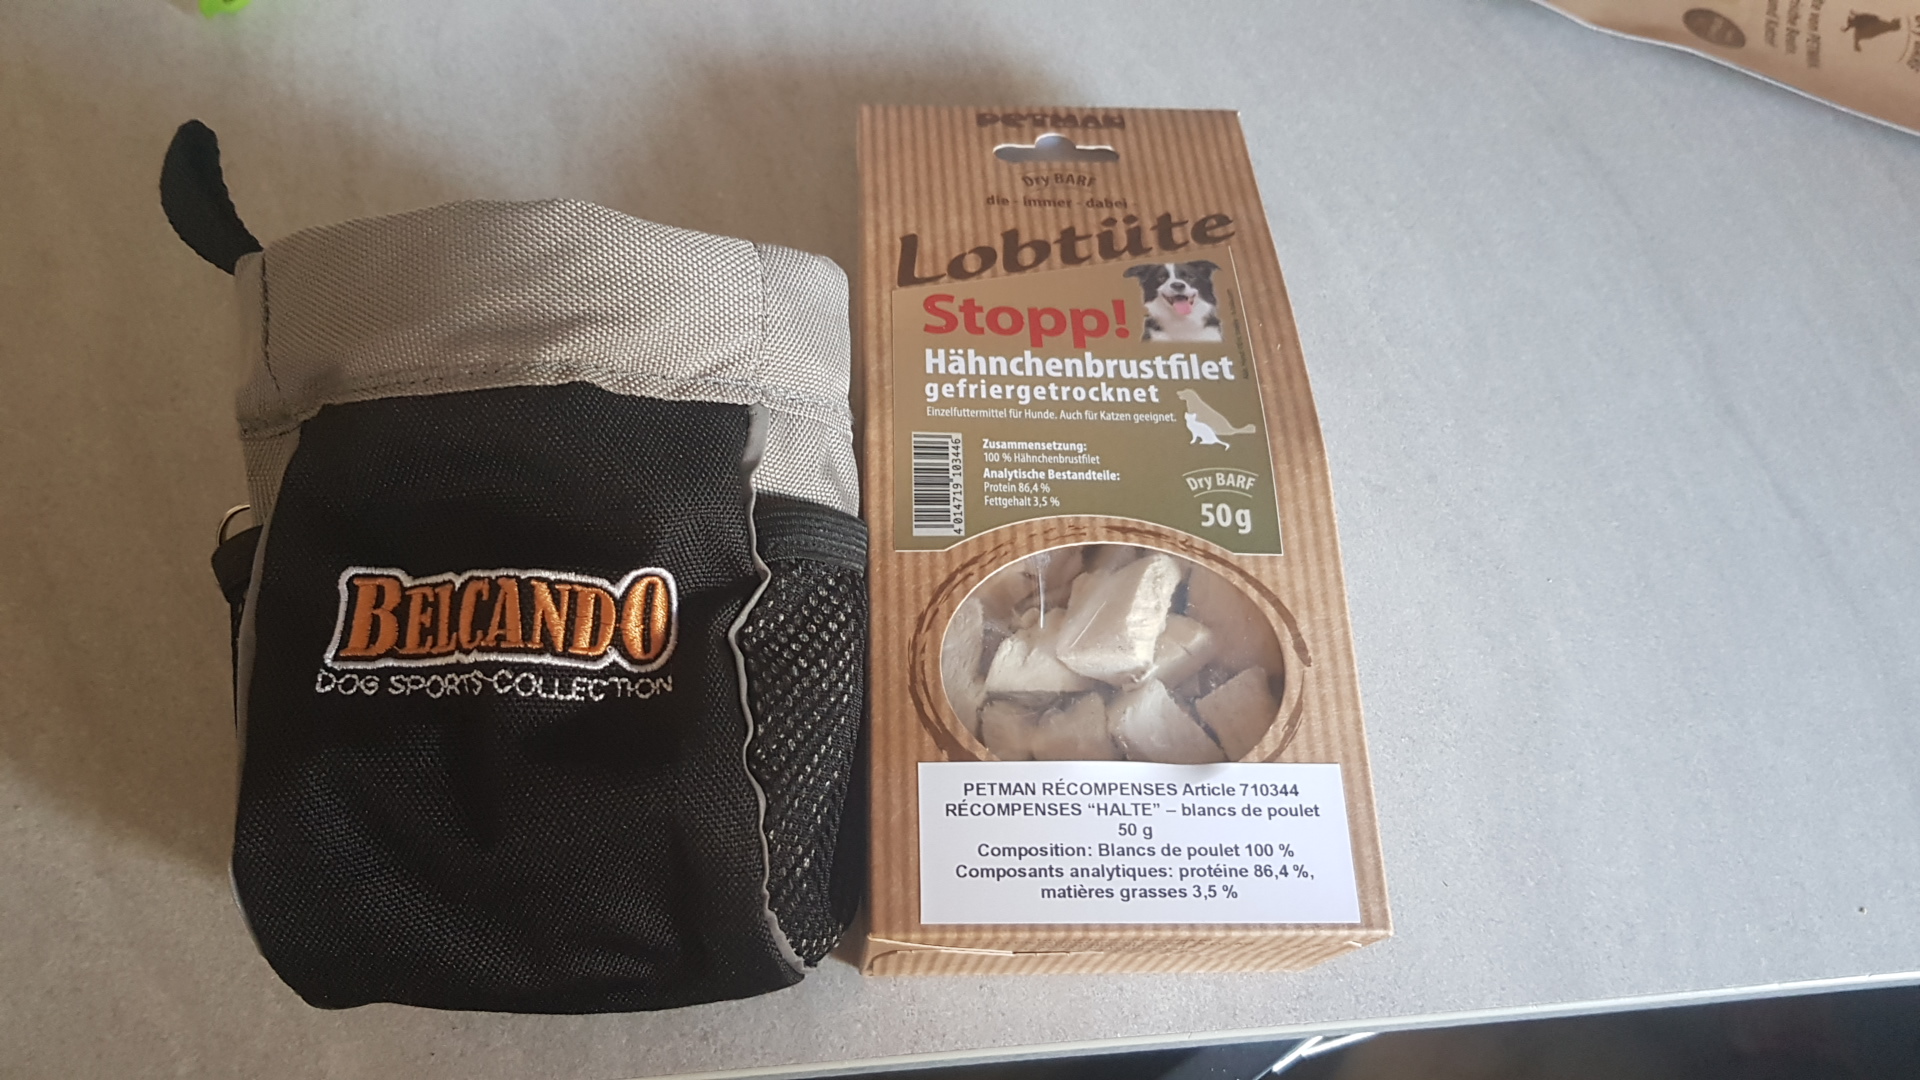 BELCANDO
DOG SPORTS COLLECTION
PETMAN
Dry BARF
die - immer - dabei -
Lobtüte
Stopp!
Hähnchenbrustfilet
gefriergetrocknet
Einzelfuttermittel für Hunde. Auch für Katzen geeignet.
Zusammensetzung:
100 % Hähnchenbrustfilet
Analytische Bestandteile:
Protein 86,4 %
Fettgehalt 3,5 %
4 014719 103446
Dry BARF
50g
PETMAN RÉCOMPENSES Article 710344
RÉCOMPENSES “HALTE” – blancs de poulet
50 g
Composition: Blancs de poulet 100 %
Composants analytiques: protéine 86,4 %,
matières grasses 3,5 %